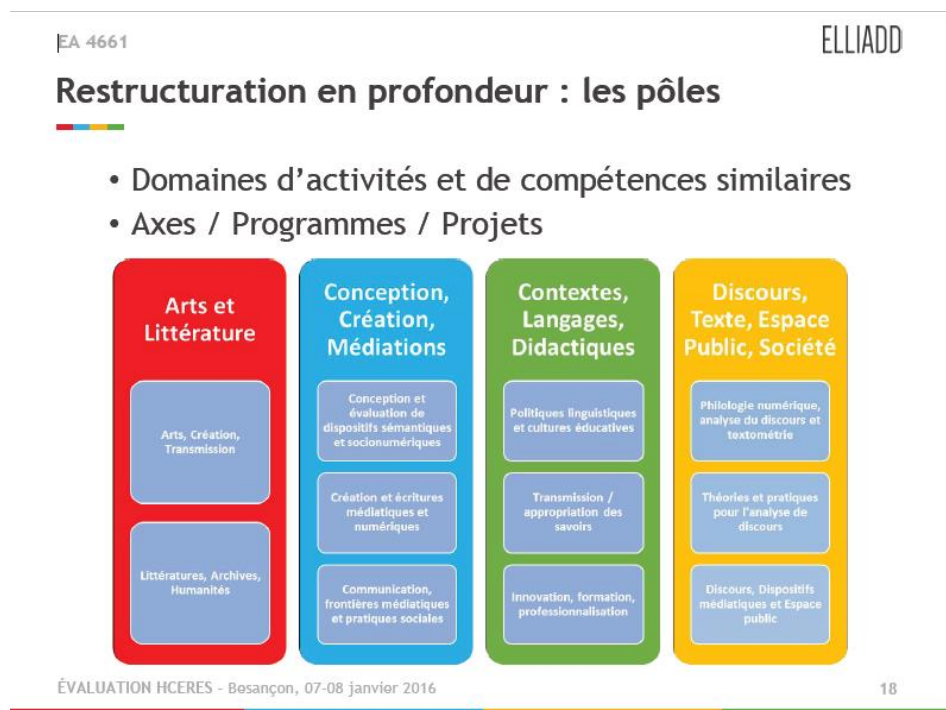 EA 4661
ELLIADD
Restructuration en profondeur : les pôles
• Domaines d’activités et de compétences similaires
• Axes / Programmes / Projets
Arts et
Littérature
Arts, Création,
Transmission
Littératures, Archives,
Humanités
Conception,
Création,
Médiations
Conception et
évaluation de
dispositifs sémantiques
et socionumériques
Création et écritures
médiatiques et
numériques
Communication,
frontières médiatiques
et pratiques sociales
Contextes,
Langages,
Didactiques
Politiques linguistiques
et cultures éducatives
Transmission /
appropriation des
savoirs
Innovation, formation,
professionnalisation
Discours,
Texte, Espace
Public, Société
Philologie numérique,
analyse du discours et
textométrie
Théories et pratiques
pour l'analyse de
discours
Discours, Dispositifs
médiatiques et Espace
public
ÉVALUATION HCERES - Besançon, 07-08 janvier 2016
18